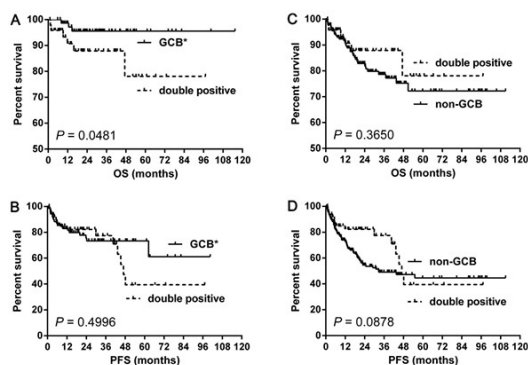 A
Percent survival
100
90
80
70
60
50
GCB*
double positive
P = 0.0481
0 12 24 36 48 60 72 84 96 108 120
OS (months)
C
Percent survival
100
90
80
70
60
50
double positive
non-GCB
P = 0.3650
0 12 24 36 48 60 72 84 96 108 120
OS (months)
B
Percent survival
100
80
60
40
20
0
GCB*
double positive
P = 0.4996
0 12 24 36 48 60 72 84 96 108 120
PFS (months)
D
Percent survival
100
80
60
40
20
0
non-GCB
double positive
P = 0.0878
0 12 24 36 48 60 72 84 96 108 120
PFS (months)